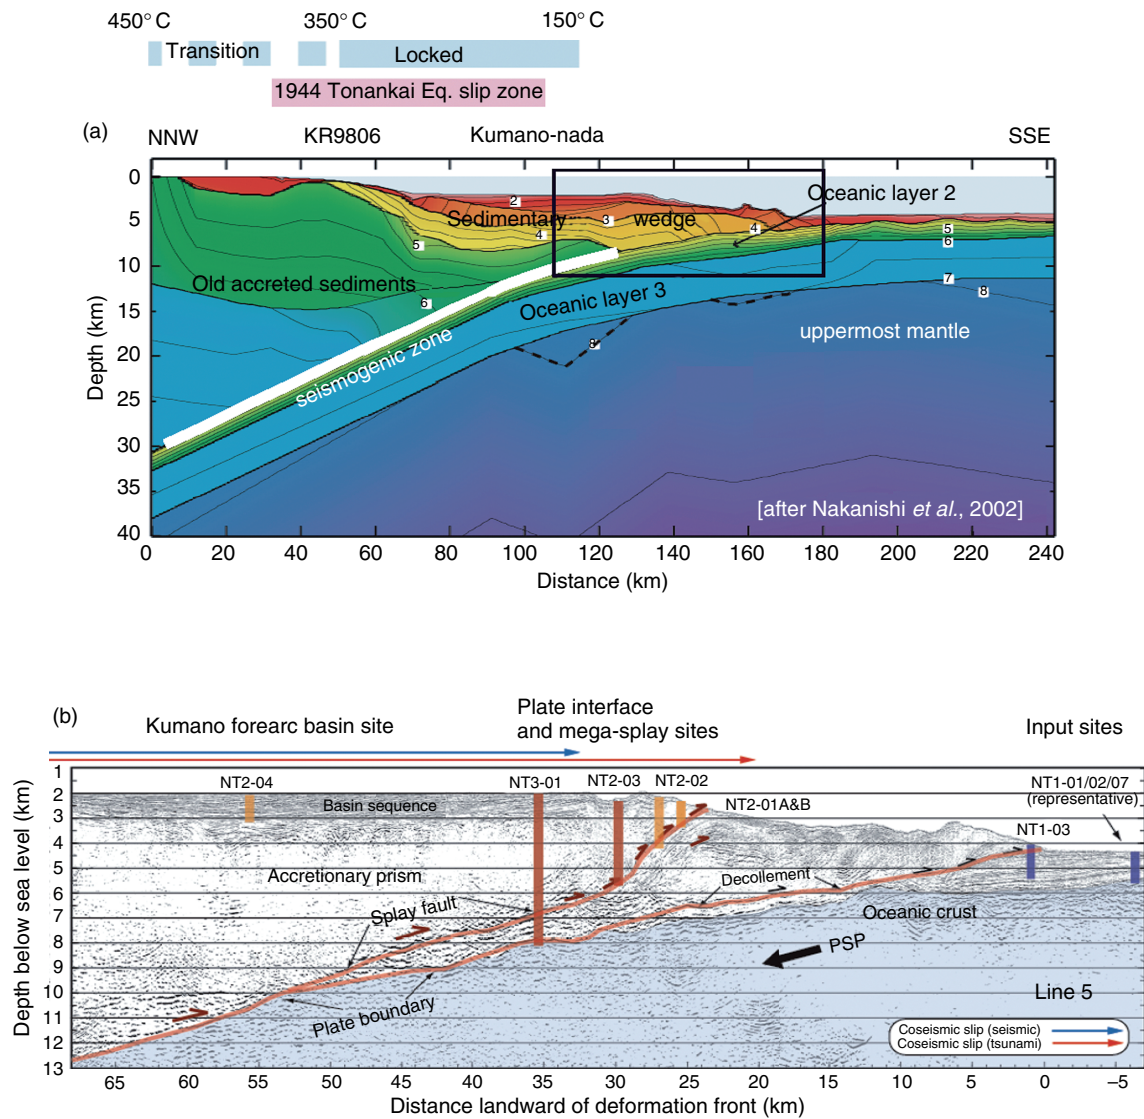 450° C 350° C 150° C
Transition Locked
1944 Tonankai Eq. slip zone
(a) NNW KR9806 Kumano-nada SSE
0
5
10
15
20
25
30
35
40
Depth (km)
Oceanic layer 2
2
Sedimentary 3 wedge
4 4
5 5
6
Old accreted sediments
6
7
8
Oceanic layer 3
uppermost mantle
8
seismogenic zone
[after Nakanishi et al., 2002]
0 20 40 60 80 100 120 140 160 180 200 220 240
Distance (km)
(b)
Kumano forearc basin site
Plate interface
and mega-splay sites
Input sites
1
2
3
4
5
6
7
8
9
10
11
12
13
Depth below sea level (km)
NT2-04 NT3-01 NT2-03 NT2-02
NT1-01/02/07
(representative)
Basin sequence
NT2-01A&B
NT1-03
Accretionary prism
Decollement
Splay fault
Oceanic crust
PSP
Plate boundary
Line 5
Coseismic slip (seismic)
Coseismic slip (tsunami)
65 60 55 50 45 40 35 30 25 20 15 10 5 0 –5
Distance landward of deformation front (km)